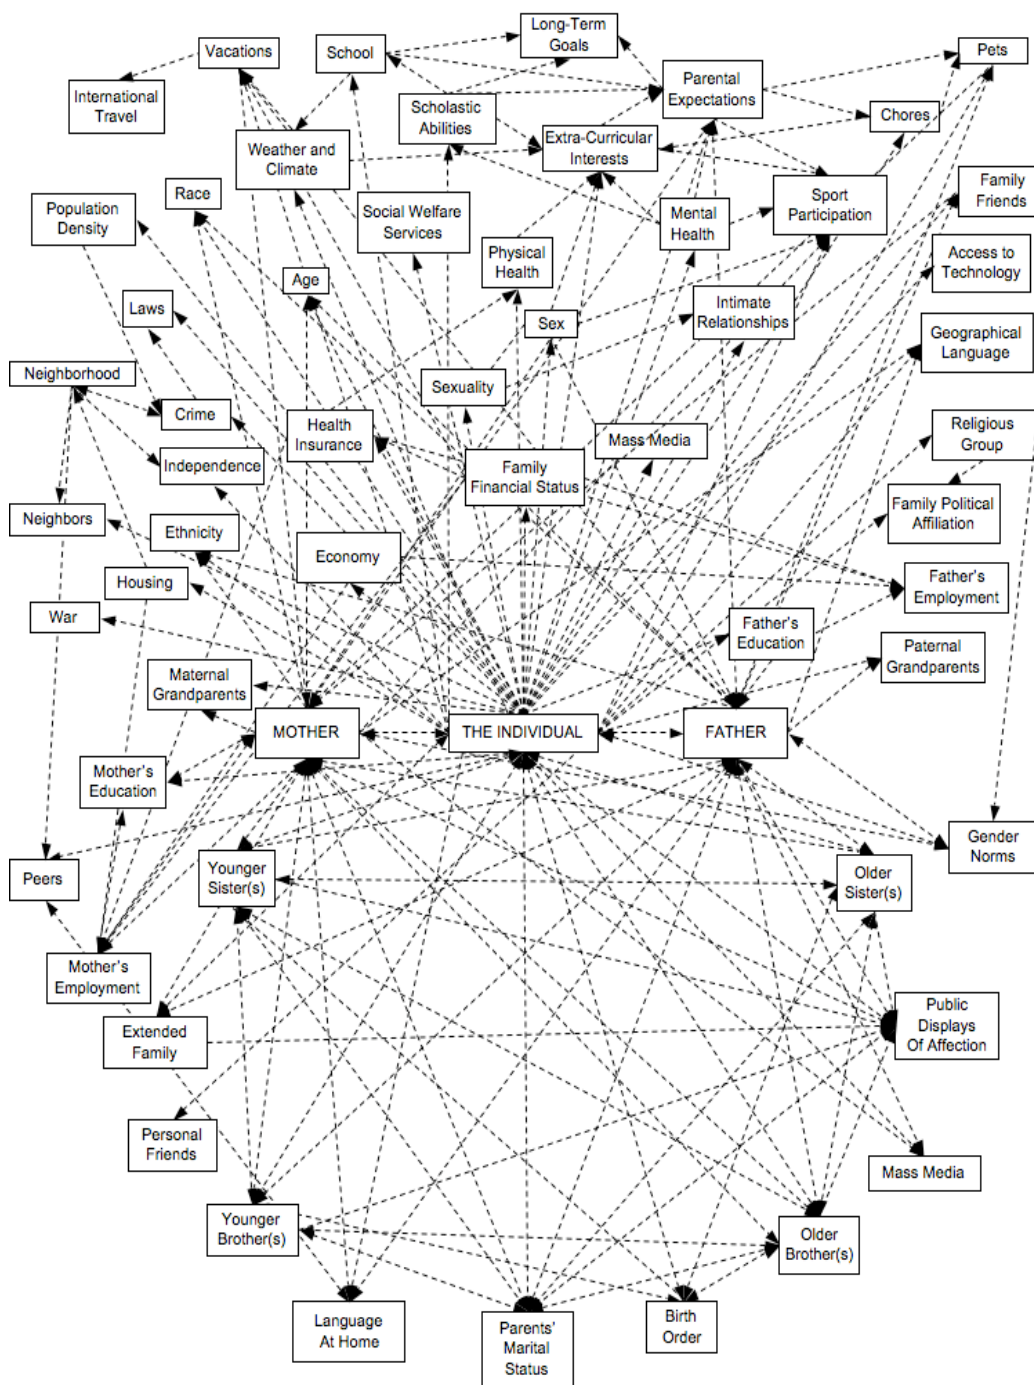 Long-Term
Goals
Vacations
School
Pets
International
Travel
Parental
Expectations
Scholastic
Abilities
Chores
Weather and
Climate
Extra-Curricular
Interests
Race
Population
Density
Social Welfare
Services
Mental
Health
Sport
Participation
Family
Friends
Physical
Health
Access to
Technology
Age
Laws
Intimate
Relationships
Sex
Geographical
Language
Neighborhood
Sexuality
Crime
Health
Insurance
Mass Media
Religious
Group
Independence
Family
Financial Status
Neighbors
Ethnicity
Family Political
Affiliation
Economy
Housing
Father's
Employment
War
Father's
Education
Maternal
Grandparents
Paternal
Grandparents
MOTHER
THE INDIVIDUAL
FATHER
Mother's
Education
Gender
Norms
Peers
Younger
Sister(s)
Older
Sister(s)
Mother's
Employment
Extended
Family
Public
Displays
Of Affection
Personal
Friends
Mass Media
Younger
Brother(s)
Older
Brother(s)
Language
At Home
Parents'
Marital
Status
Birth
Order